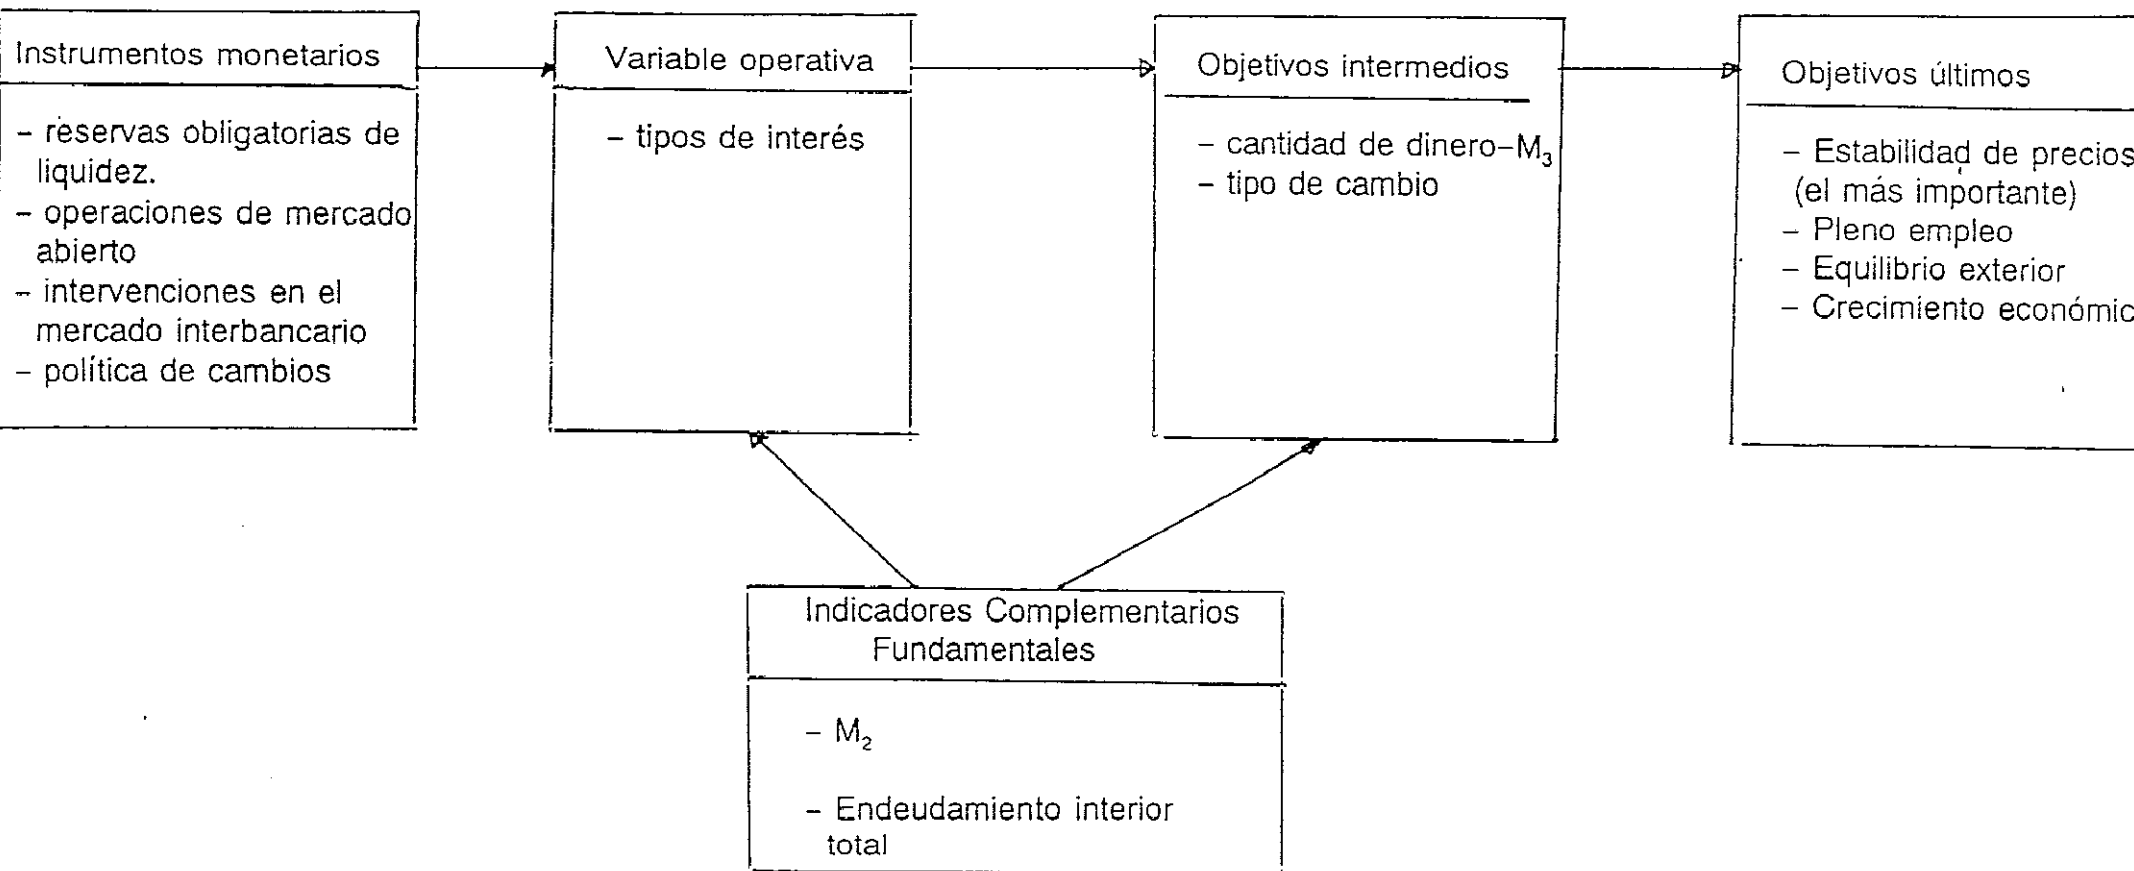 Instrumentos monetarios
– reservas obligatorias de
liquidez.
– operaciones de mercado
abierto
– intervenciones en el
mercado interbancario
– política de cambios
Variable operativa
– tipos de interés
Objetivos intermedios
– cantidad de dinero–M₃
– tipo de cambio
Objetivos últimos
– Estabilidad de precios
(el más importante)
– Pleno empleo
– Equilibrio exterior
– Crecimiento económic
Indicadores Complementarios
Fundamentales
– M₂
– Endeudamiento interior
total